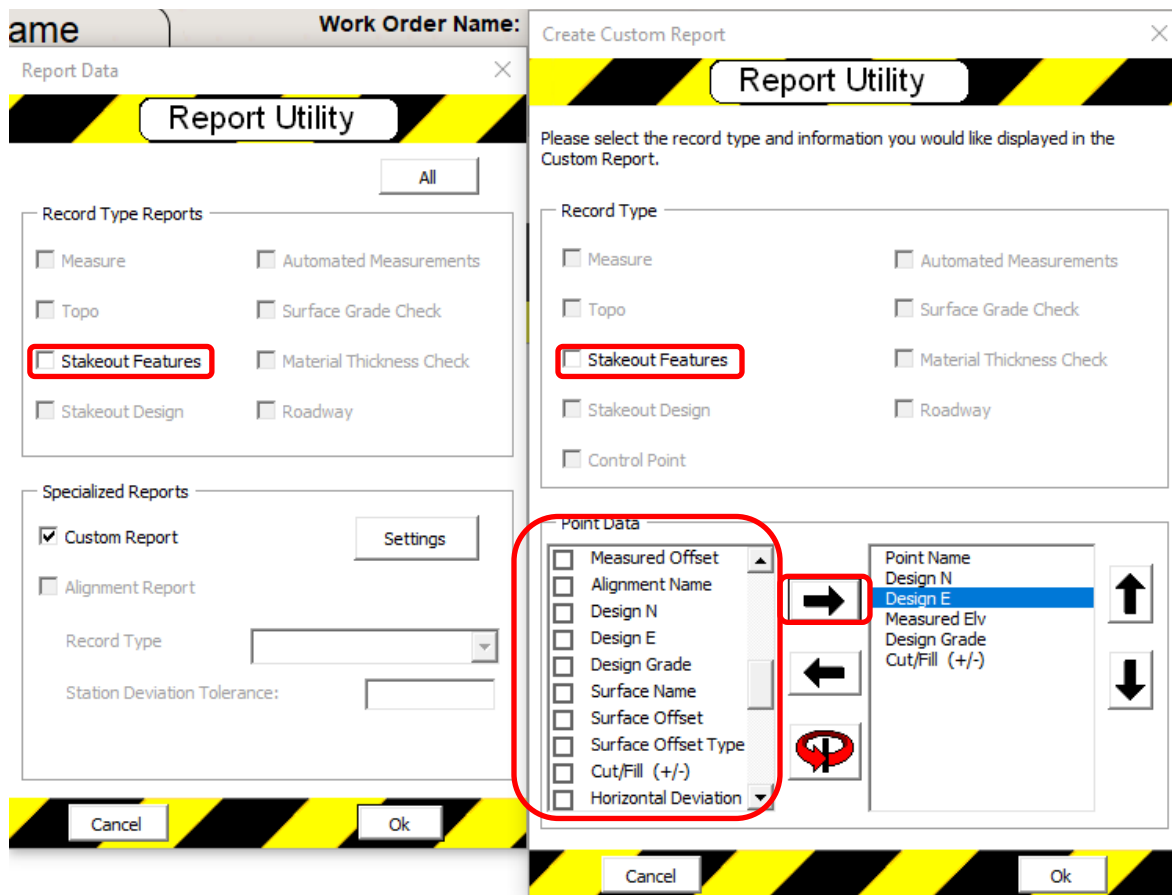 ame
Work Order Name:
Report Data
Report Utility
All
Record Type Reports
Measure
Automated Measurements
Topo
Surface Grade Check
Stakeout Features
Material Thickness Check
Stakeout Design
Roadway
Specialized Reports
Custom Report
Settings
Alignment Report
Record Type
Station Deviation Tolerance:
Cancel
Ok
Create Custom Report
Report Utility
Please select the record type and information you would like displayed in the
Custom Report.
Record Type
Measure
Automated Measurements
Topo
Surface Grade Check
Stakeout Features
Material Thickness Check
Stakeout Design
Roadway
Control Point
Point Data
Measured Offset
Alignment Name
Design N
Design E
Design Grade
Surface Name
Surface Offset
Surface Offset Type
Cut/Fill (+/-)
Horizontal Deviation
Point Name
Design N
Design E
Measured Elv
Design Grade
Cut/Fill (+/-)
Cancel
Ok